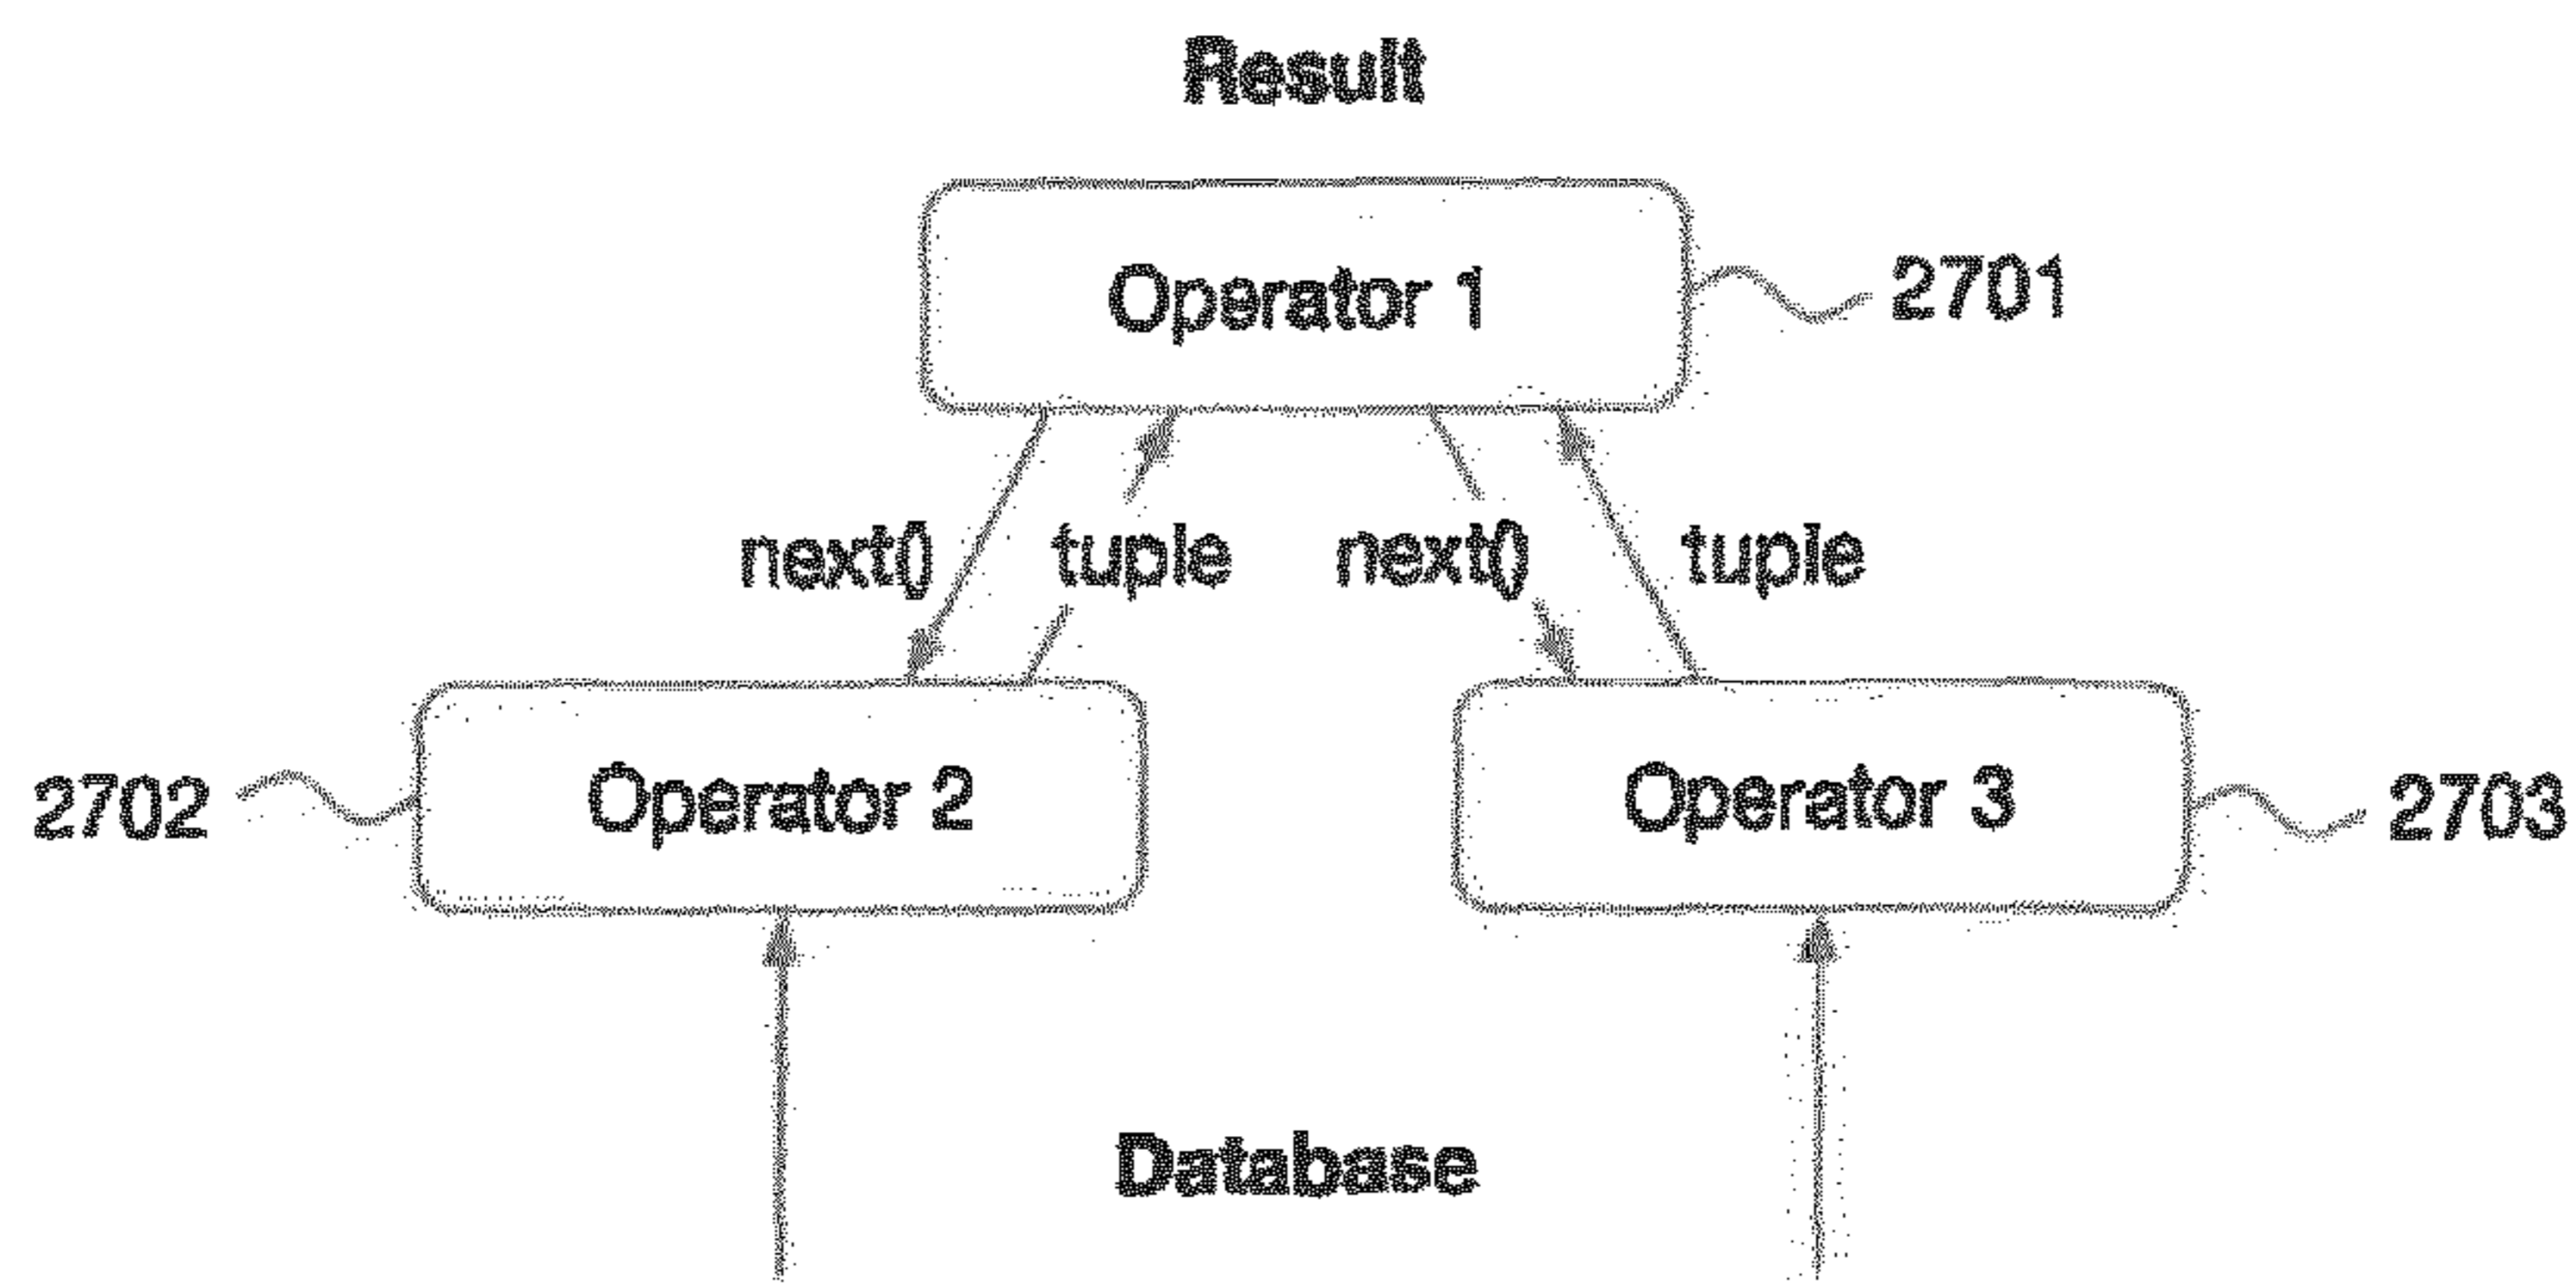 Result
Operator 1
2701
next()
tuple
next()
tuple
2702
Operator 2
Operator 3
2703
Database